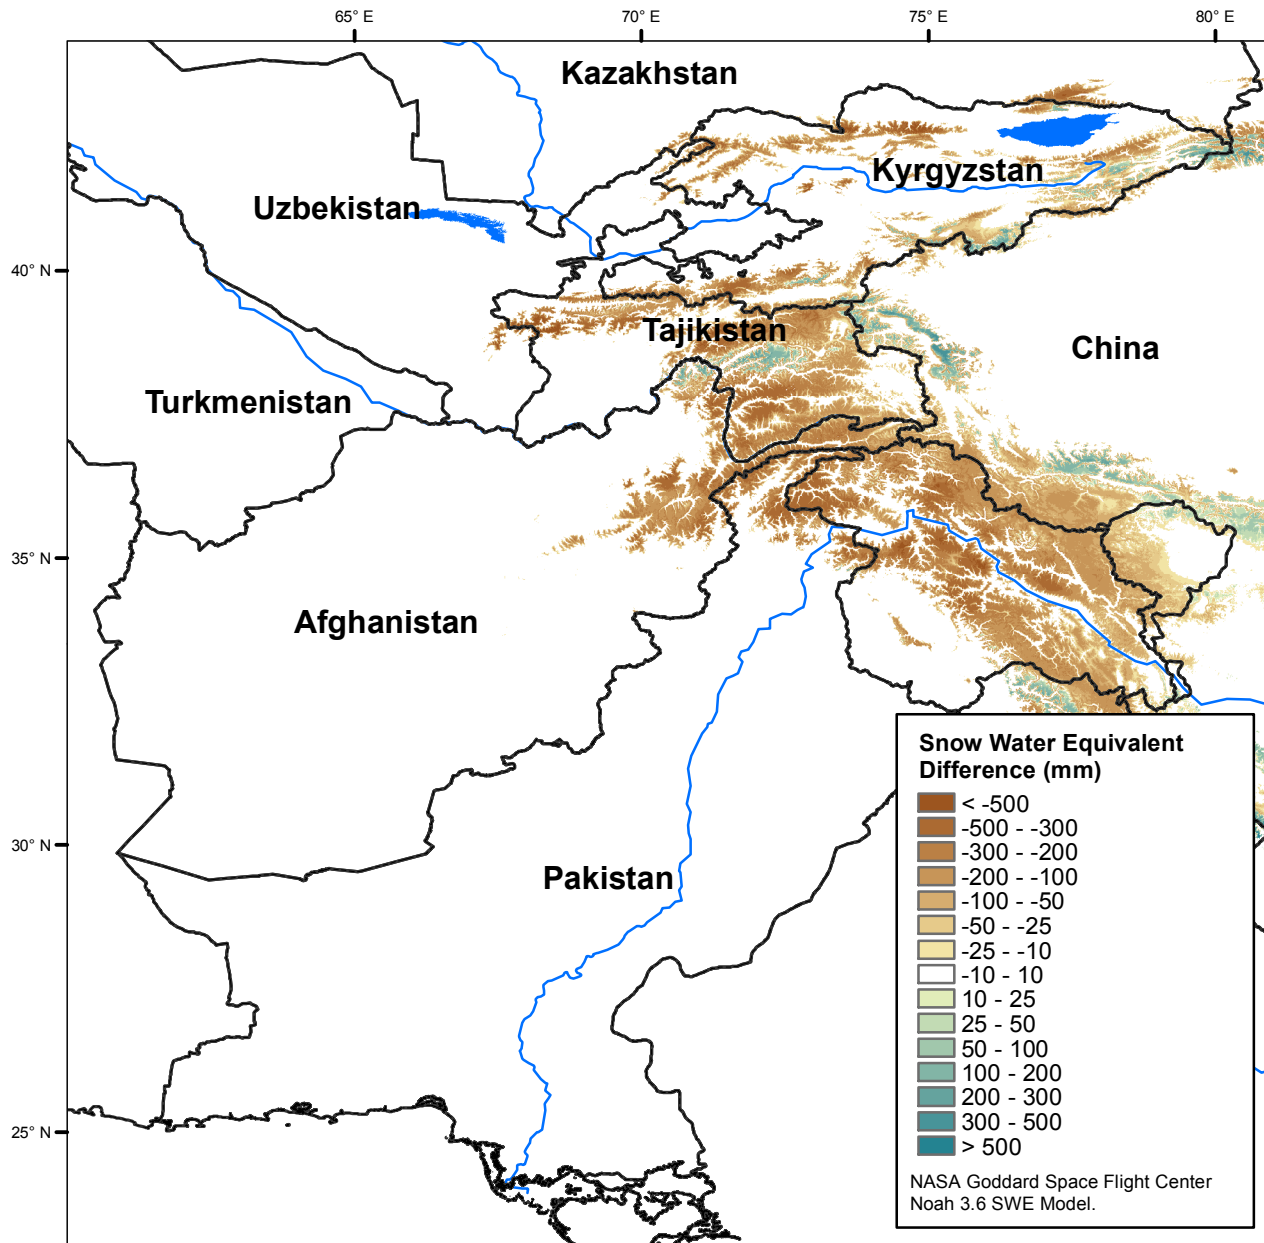 65° E
70° E
75° E
80° E
Kazakhstan
Kyrgyzstan
Uzbekistan
40° N
Tajikistan
China
Turkmenistan
35° N
Afghanistan
30° N
Pakistan
25° N
Snow Water Equivalent
Difference (mm)
< -500
-500 - -300
-300 - -200
-200 - -100
-100 - -50
-50 - -25
-25 - -10
-10 - 10
10 - 25
25 - 50
50 - 100
100 - 200
200 - 300
300 - 500
> 500
NASA Goddard Space Flight Center
Noah 3.6 SWE Model.